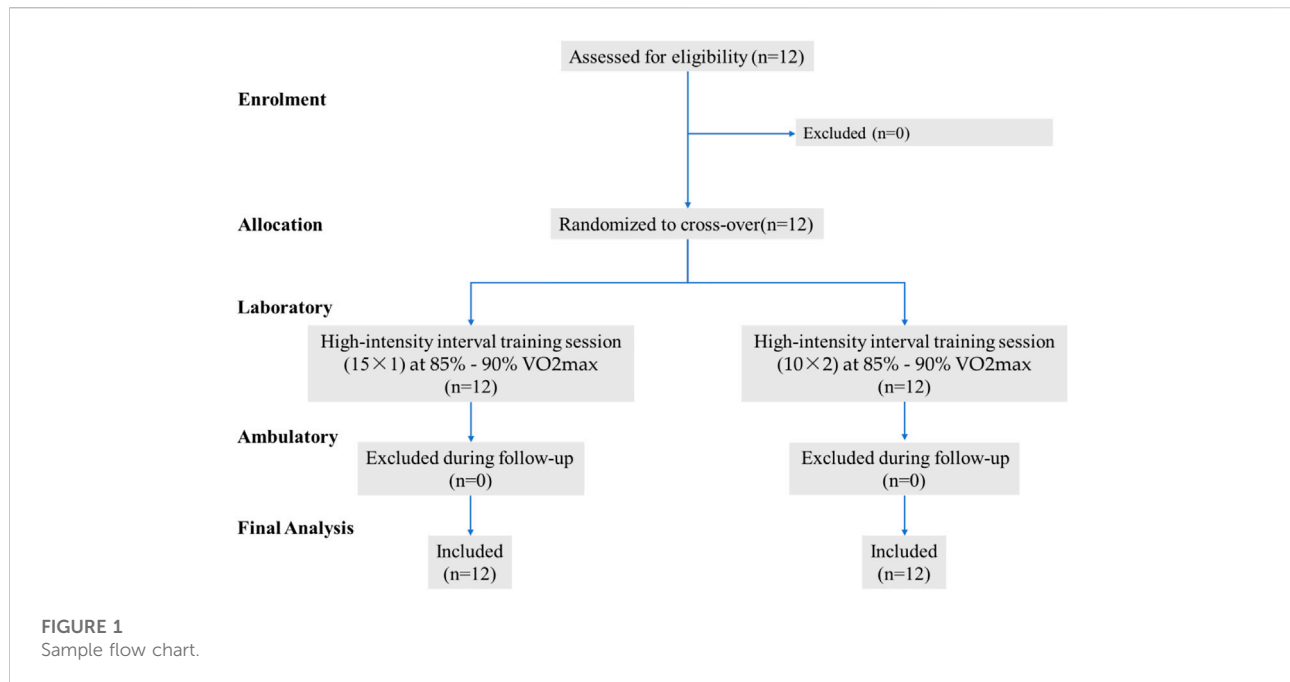 Assessed for eligibility (n=12)
Enrolment
Excluded (n=0)
Allocation
Randomized to cross-over(n=12)
Laboratory
High-intensity interval training session
(15×1) at 85% - 90% VO2max
(n=12)
High-intensity interval training session
(10×2) at 85% - 90% VO2max
(n=12)
Ambulatory
Excluded during follow-up
(n=0)
Excluded during follow-up
(n=0)
Final Analysis
Included
(n=12)
Included
(n=12)
FIGURE 1
Sample flow chart.